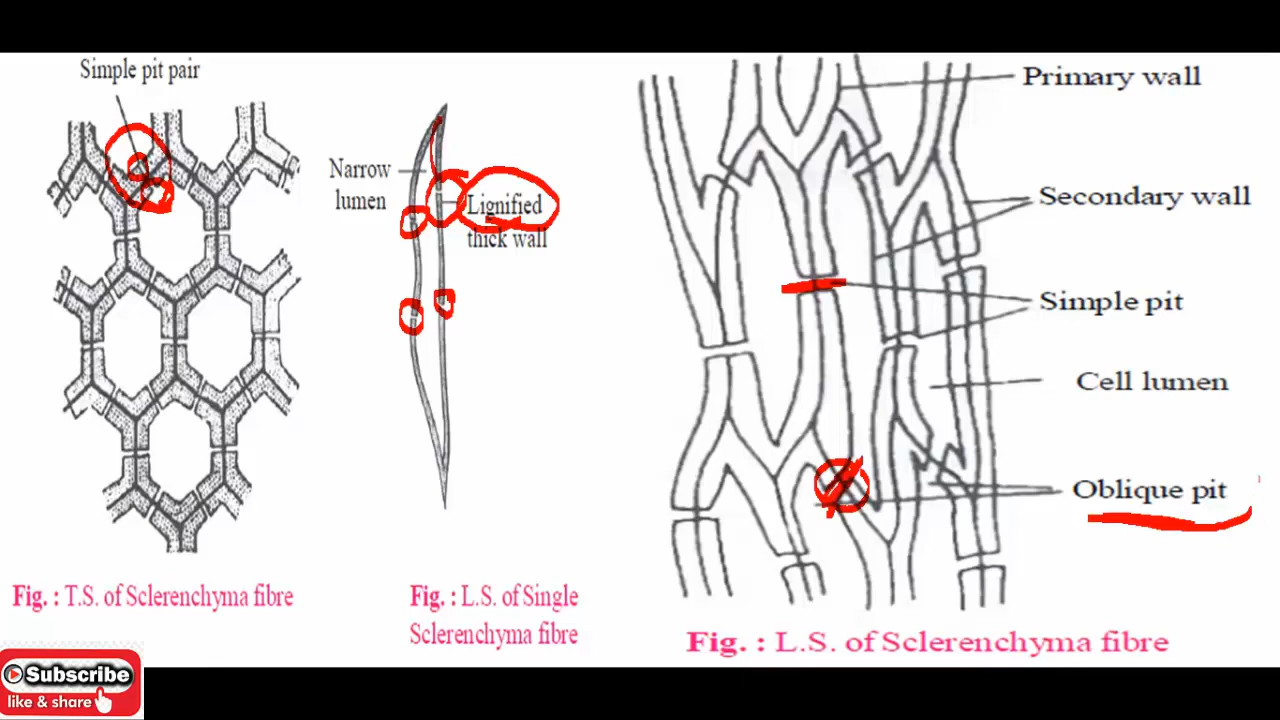 Simple pit pair
Narrow
lumen
Lignified
thick wall
Primary wall
Secondary wall
Simple pit
Cell lumen
Oblique pit
Fig. : T.S. of Sclerenchyma fibre
Fig. : L.S. of Single
Sclerenchyma fibre
Fig. : L.S. of Sclerenchyma fibre
Subscribe
like & share